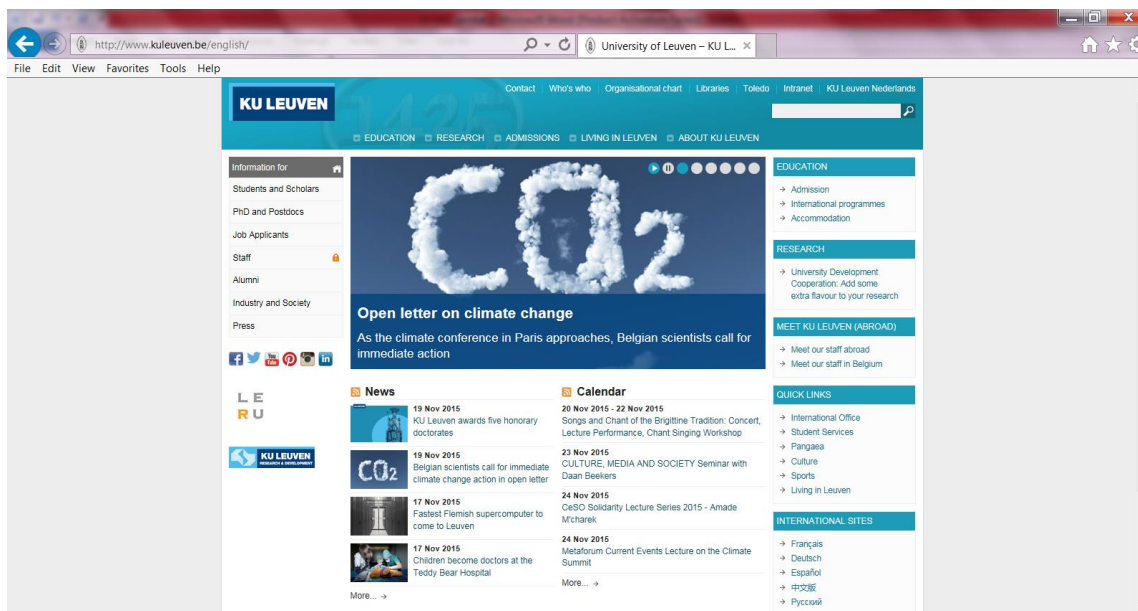 http://www.kuleuven.be/english/
University of Leuven – KU L...
File Edit View Favorites Tools Help
KU LEUVEN
Contact Who's who Organisational chart Libraries Toledo Intranet KU Leuven Nederlands
EDUCATION RESEARCH ADMISSIONS LIVING IN LEUVEN ABOUT KU LEUVEN
Information for
Students and Scholars
PhD and Postdocs
Job Applicants
Staff
Alumni
Industry and Society
Press
LE
RU
KU LEUVEN
RESEARCH & DEVELOPMENT
CO2
Open letter on climate change
As the climate conference in Paris approaches, Belgian scientists call for
immediate action
News
19 Nov 2015
KU Leuven awards five honorary
doctorates
CO2
19 Nov 2015
Belgian scientists call for immediate
climate change action in open letter
17 Nov 2015
Fastest Flemish supercomputer to
come to Leuven
17 Nov 2015
Children become doctors at the
Teddy Bear Hospital
More...
Calendar
20 Nov 2015 - 22 Nov 2015
Songs and Chant of the Brigittine Tradition: Concert,
Lecture Performance, Chant Singing Workshop
23 Nov 2015
CULTURE, MEDIA AND SOCIETY Seminar with
Daan Beekers
24 Nov 2015
CeSO Solidarity Lecture Series 2015 - Amade
M'charek
24 Nov 2015
Metaforum Current Events Lecture on the Climate
Summit
More...
EDUCATION
Admission
International programmes
Accommodation
RESEARCH
University Development
Cooperation: Add some
extra flavour to your research
MEET KU LEUVEN (ABROAD)
Meet our staff abroad
Meet our staff in Belgium
QUICK LINKS
International Office
Student Services
Pangaea
Culture
Sports
Living in Leuven
INTERNATIONAL SITES
Français
Deutsch
Español
中文版
Русский